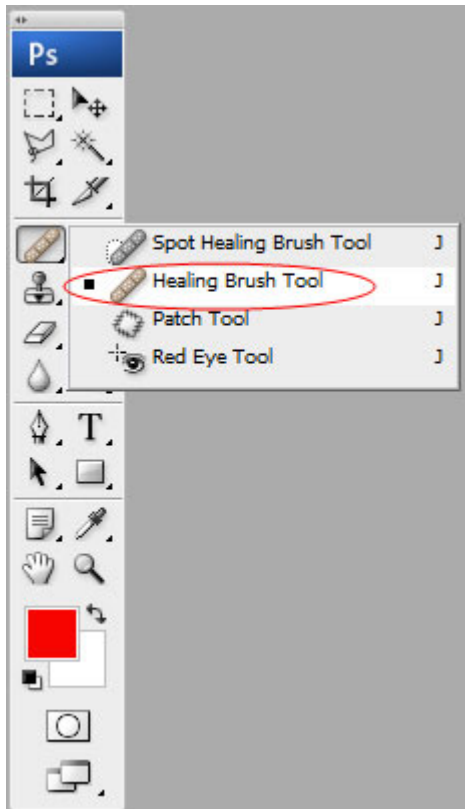 Ps
Spot Healing Brush Tool J
Healing Brush Tool J
Patch Tool J
Red Eye Tool J
T